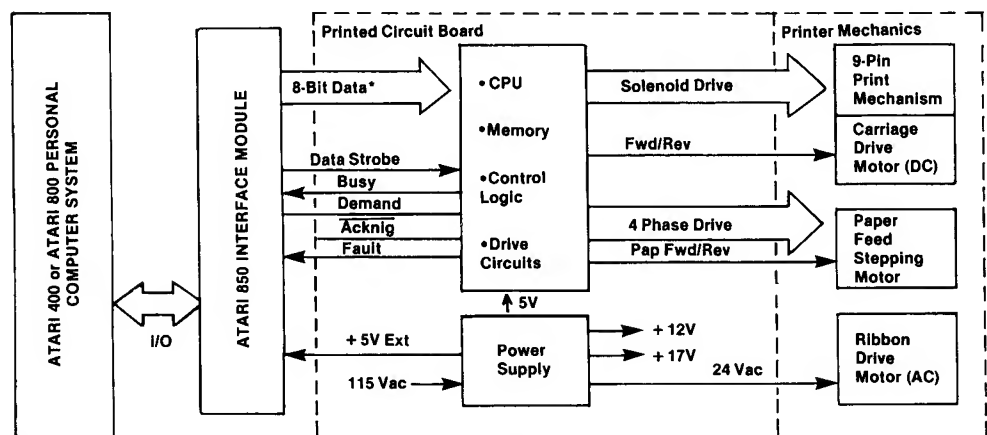 ATARI 400 or ATARI 800 PERSONAL
COMPUTER SYSTEM
I/O
ATARI 850 INTERFACE MODULE
Printed Circuit Board
8-Bit Data*
Data Strobe
Busy
Demand
Acknlg
Fault
+ 5V Ext
115 Vac
•CPU
•Memory
•Control
Logic
•Drive
Circuits
5V
Power
Supply
Solenoid Drive
Fwd/Rev
4 Phase Drive
Pap Fwd/Rev
+ 12V
+ 17V
24 Vac
Printer Mechanics
9-Pin
Print
Mechanism
Carriage
Drive
Motor (DC)
Paper
Feed
Stepping
Motor
Ribbon
Drive
Motor (AC)